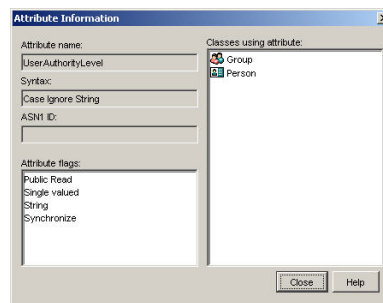 Attribute Information
Attribute name:
UserAuthorityLevel
Syntax:
Case Ignore String
ASN1 ID:
Attribute flags:
Public Read
Single valued
String
Synchronize
Classes using attribute:
Group
Person
Close
Help